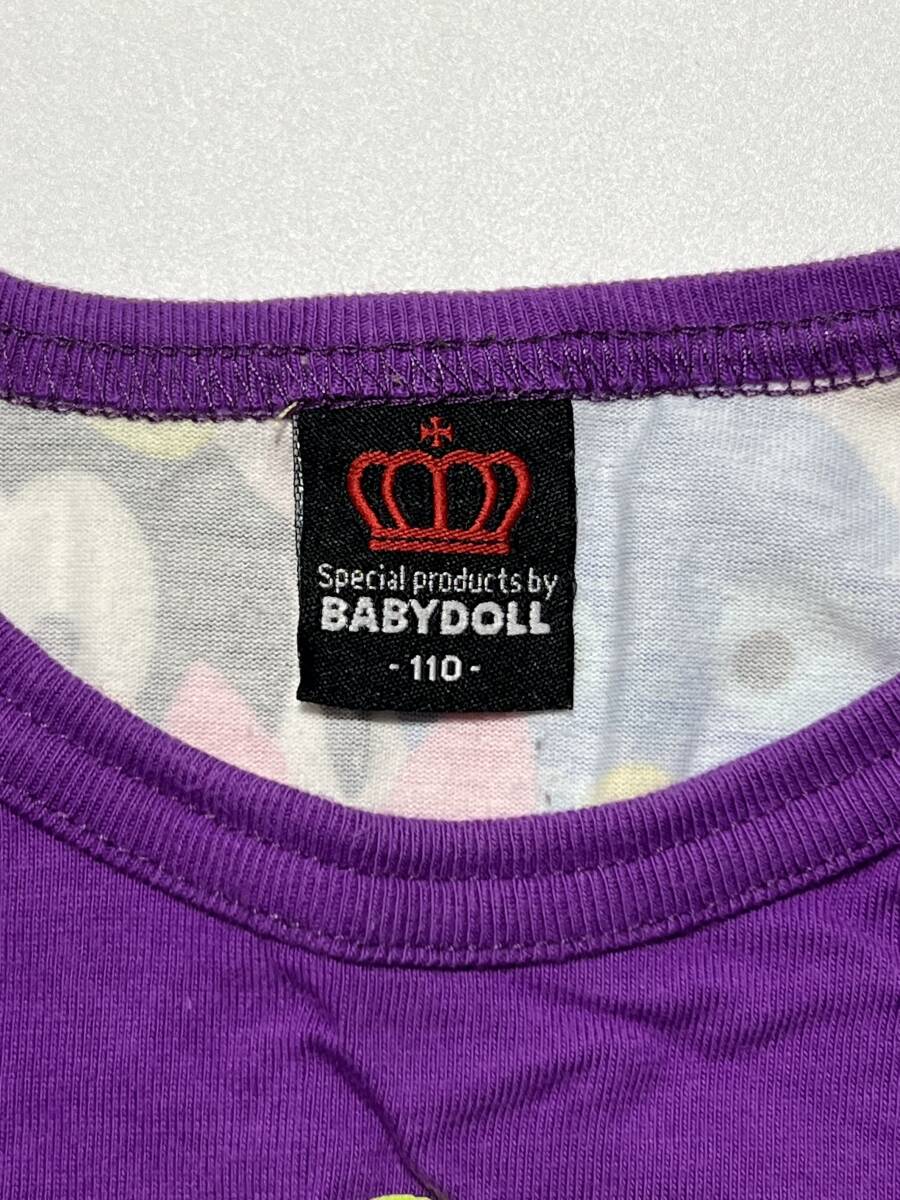 Special products by
BABYDOLL
- 110 -